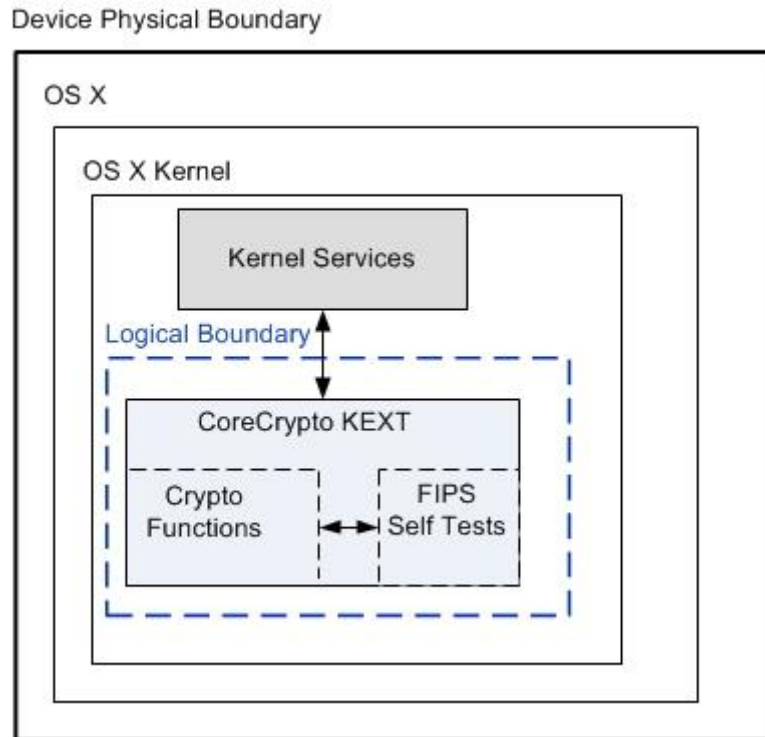 Device Physical Boundary
OS X
OS X Kernel
Kernel Services
Logical Boundary
CoreCrypto KEXT
Crypto
Functions
FIPS
Self Tests